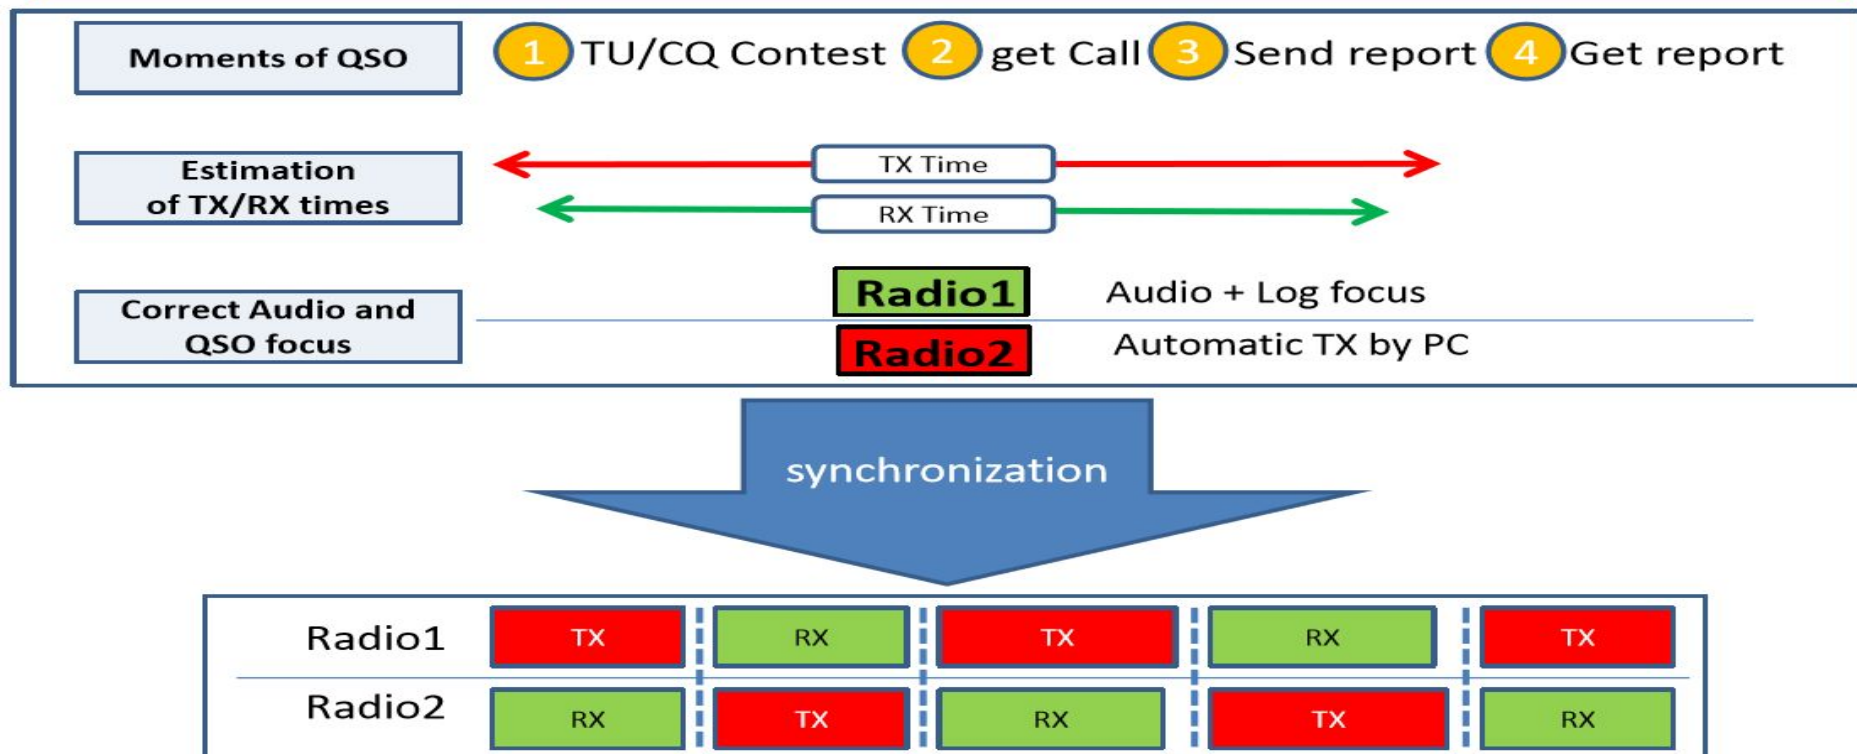 Moments of QSO
1 TU/CQ Contest 2 get Call 3 Send report 4 Get report
Estimation
of TX/RX times
TX Time
RX Time
Correct Audio and
QSO focus
Radio1 Audio + Log focus
Radio2 Automatic TX by PC
synchronization
Radio1 TX RX TX RX TX
Radio2 RX TX RX TX RX